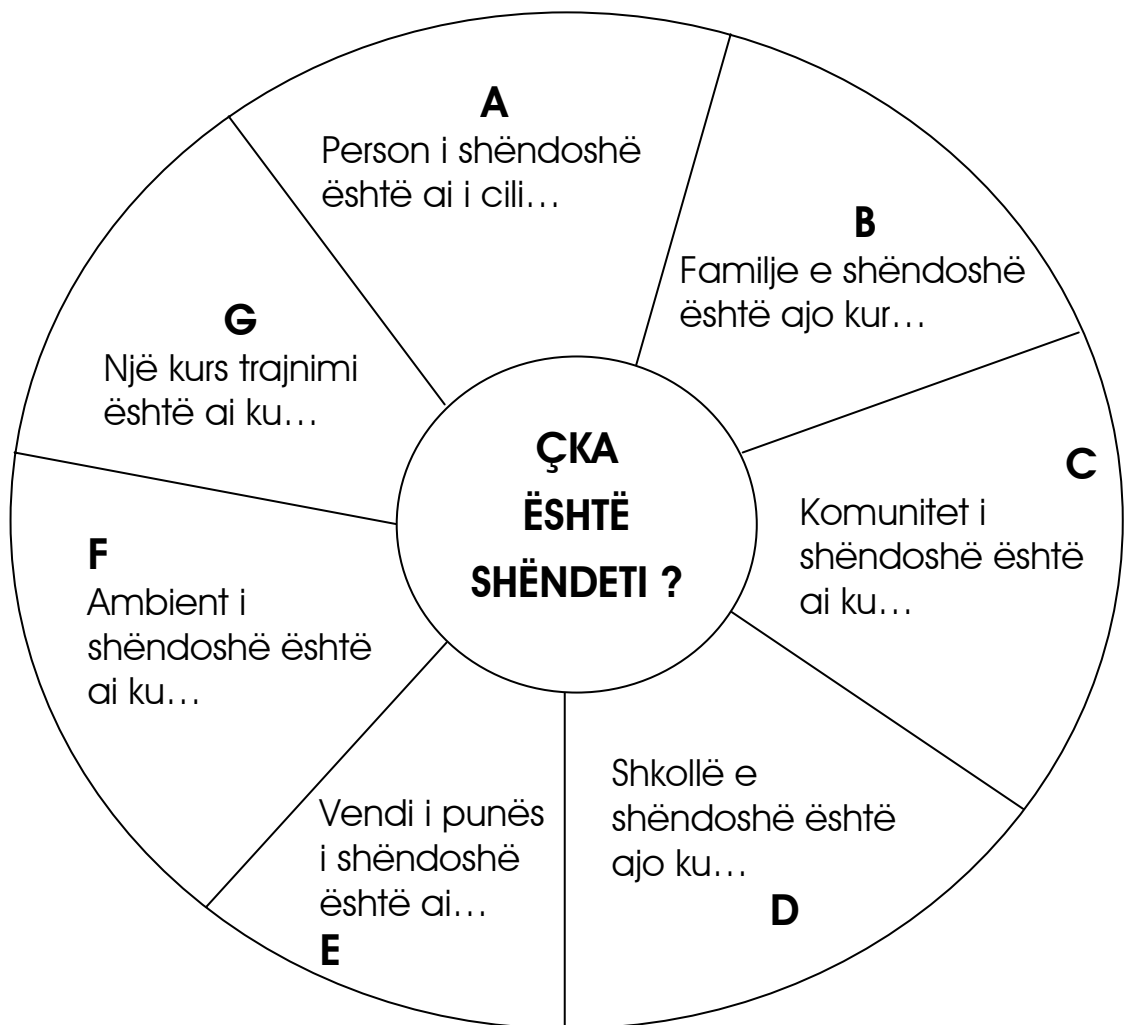 ÇKA
ËSHTË
SHËNDETI ?
A
Person i shëndoshë
është ai i cili...
B
Familje e shëndoshë
është ajo kur...
C
Komunitet i
shëndoshë është
ai ku...
Shkollë e
shëndoshë është
ajo ku...
D
Vendi i punës
i shëndoshë
është ai...
E
F
Ambient i
shëndoshë është
ai ku...
G
Një kurs trajnimi
është ai ku...